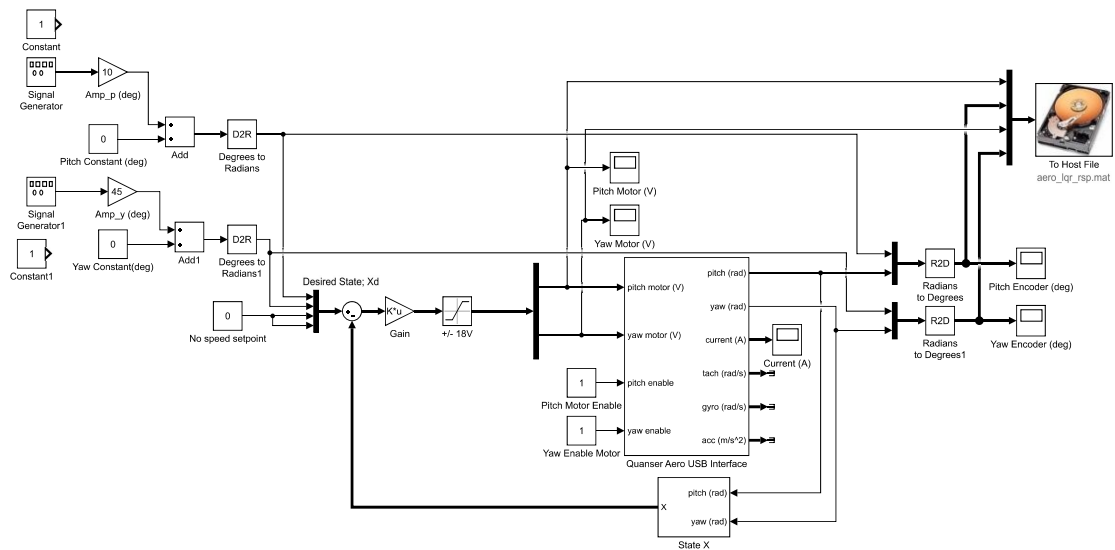 1
Constant
Signal
Generator
10
Amp_p (deg)
0
Pitch Constant (deg)
Add
D2R
Degrees to
Radians
Signal
Generator1
45
Amp_y (deg)
1
Constant1
0
Yaw Constant(deg)
Add1
D2R
Degrees to
Radians1
0
No speed setpoint
Desired State; Xd
K*u
Gain
+/- 18V
Pitch Motor (V)
Yaw Motor (V)
pitch motor (V)
yaw motor (V)
pitch enable
yaw enable
pitch (rad)
yaw (rad)
current (A)
tach (rad/s)
gyro (rad/s)
acc (m/s^2)
Quanser Aero USB Interface
1
Pitch Motor Enable
1
Yaw Enable Motor
Current (A)
X
pitch (rad)
yaw (rad)
State X
R2D
Radians
to Degrees
R2D
Radians
to Degrees1
Pitch Encoder (deg)
Yaw Encoder (deg)
To Host File
aero_lqr_rsp.mat